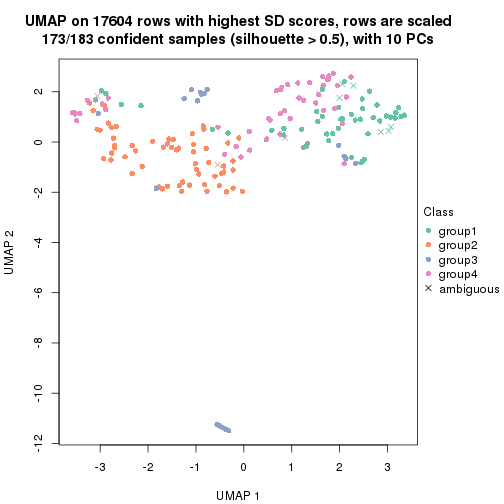 UMAP on 17604 rows with highest SD scores, rows are scaled
173/183 confident samples (silhouette > 0.5), with 10 PCs
2
0
-2
-4
-6
-8
-10
-12
UMAP 2
-3
-2
-1
0
1
2
3
UMAP 1
Class
group1
group2
group3
group4
ambiguous